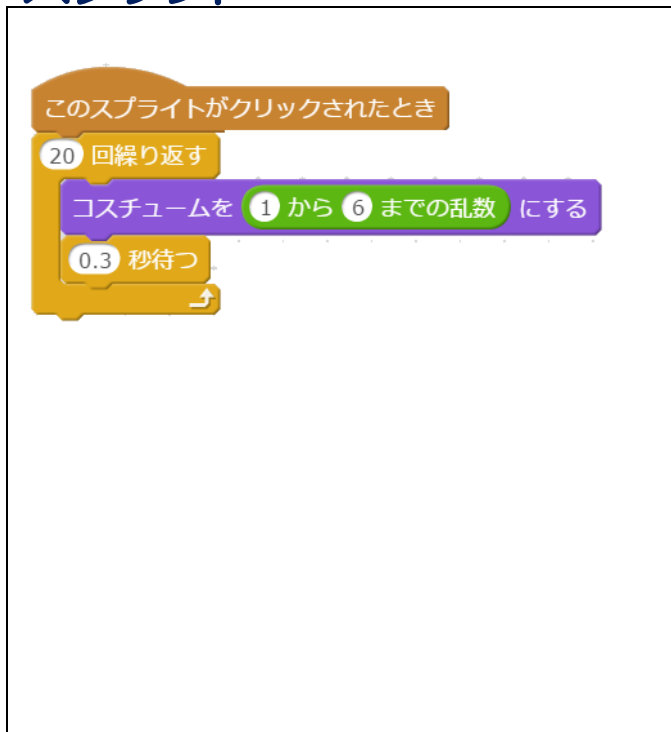 このスプライトがクリックされたとき
20 回繰り返す
コスチュームを 1 から 6 までの乱数 にする
0.3 秒待つ